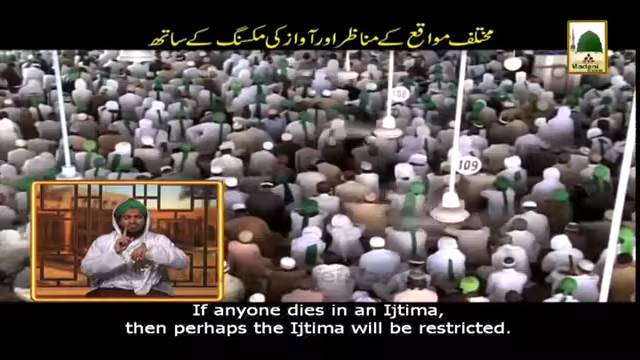 مختلف مواقع کے مناظر اور آواز کی مکسنگ کے ساتھ
Madani
108
109
If anyone dies in an Ijtima,
then perhaps the Ijtima will be restricted.